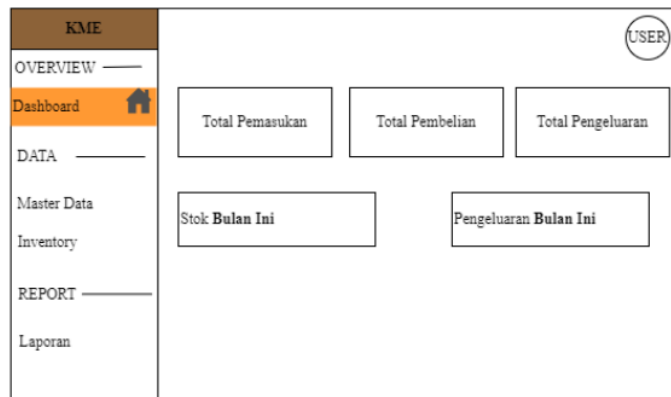 KME
OVERVIEW
Dashboard
DATA
Master Data
Inventory
REPORT
Laporan
USER
Total Pemasukan
Total Pembelian
Total Pengeluaran
Stok Bulan Ini
Pengeluaran Bulan Ini